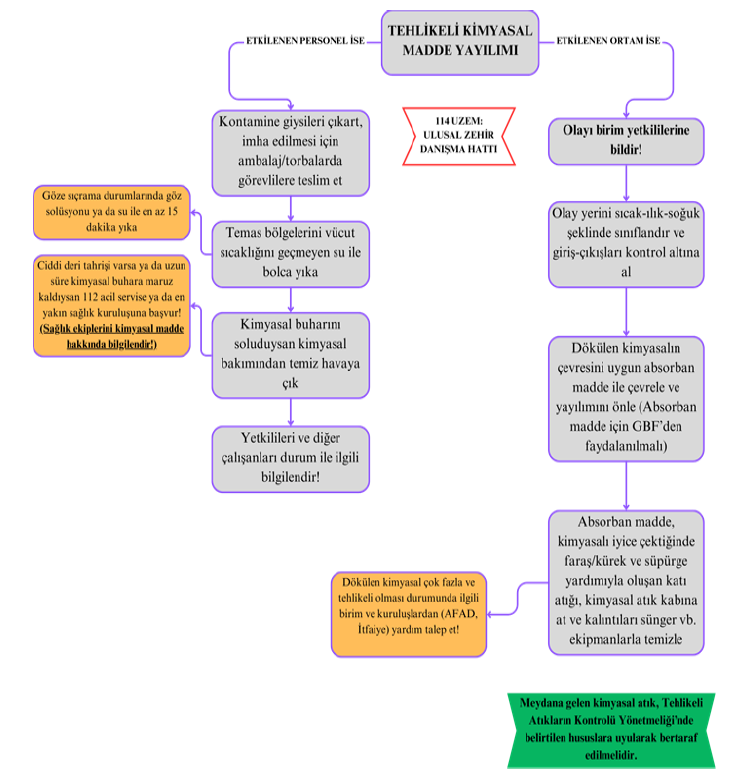 TEHLİKELİ KİMYASAL
MADDE YAYILIMI
ETKİLENEN PERSONEL İSE
ETKİLENEN ORTAM İSE
114 UZEM:
ULUSAL ZEHİR
DANIŞMA HATTI
Kontamine giysileri çıkart,
imha edilmesi için
ambalaj/torbalarda
görevlilere teslim et
Göze sıçrama durumlarında göz
solüsyonu ya da su ile en az 15
dakika yıka
Temas bölgelerini vücut
sıcaklığını geçmeyen su ile
bolca yıka
Ciddi deri tahrişi varsa ya da uzun
süre kimyasal buhara maruz
kaldıysan 112 acil servise ya da en
yakın sağlık kuruluşuna başvur!
(Sağlık ekiplerini kimyasal madde
hakkında bilgilendir!)
Kimyasal buharını
soluduysan kimyasal
bakımından temiz havaya
çık
Yetkilileri ve diğer
çalışanları durum ile ilgili
bilgilendir!
Olayı birim yetkililerine
bildir!
Olay yerini sıcak-ılık-soğuk
şeklinde sınıflandır ve
giriş-çıkışları kontrol altına
al
Dökülen kimyasalın
çevresini uygun absorban
madde ile çevrele ve
yayılımını önle (Absorban
madde için GBF'den
faydalanılmalı)
Absorban madde,
kimyasalı iyice çektiğinde
faraş/kürek ve süpürge
yardımıyla oluşan katı
atığı, kimyasal atık kabına
at ve kalıntıları sünger vb.
ekipmanlarla temizle
Dökülen kimyasal çok fazla ve
tehlikeli olması durumunda ilgili
birim ve kuruluşlardan (AFAD,
İtfaiye) yardım talep et!
Meydana gelen kimyasal atık, Tehlikeli
Atıkların Kontrolü Yönetmeliği'nde
belirtilen hususlara uyularak bertaraf
edilmelidir.